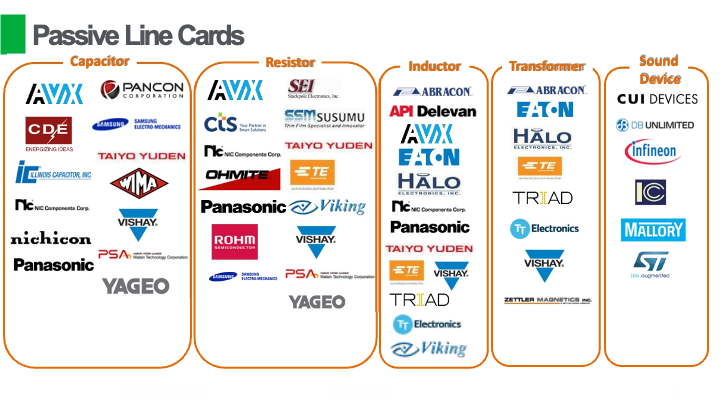 Passive Line Cards
Capacitor
AVX
PANCON
CORPORATION
CDE
ENERGIZING IDEAS
SAMSUNG
SAMSUNG
ELECTRO-MECHANICS
TAIYO YUDEN
iC ILLINOIS CAPACITOR, INC.
WIMA
nic NIC Components Corp.
VISHAY
nichicon
PSA
Walsin Technology Corporation
Panasonic
YAGEO
Resistor
AVX
SEI
Stackpole Electronics, Inc.
CTS
Your Partner in
Smart Solutions
SSM SUSUMU
Thin Film Specialist and Innovator
nic NIC Components Corp.
TAIYO YUDEN
OHMITE
TE
Panasonic
Viking
ROHM
SEMICONDUCTOR
VISHAY
SAMSUNG
SAMSUNG
ELECTRO-MECHANICS
PSA
Walsin Technology Corporation
YAGEO
Inductor
ABRACON
API Delevan
AVX
EATON
HALO
ELECTRONICS, INC.
nic NIC Components Corp.
Panasonic
TAIYO YUDEN
TE
VISHAY
TRIAD
TT Electronics
Viking
Transformer
ABRACON
EATON
HALO
ELECTRONICS, INC.
TE
TRIAD
TT Electronics
VISHAY
ZETTLER MAGNETICS INC.
Sound
Device
CUI DEVICES
DB UNLIMITED
infineon
IC
MALLORY
ST
life.augmented